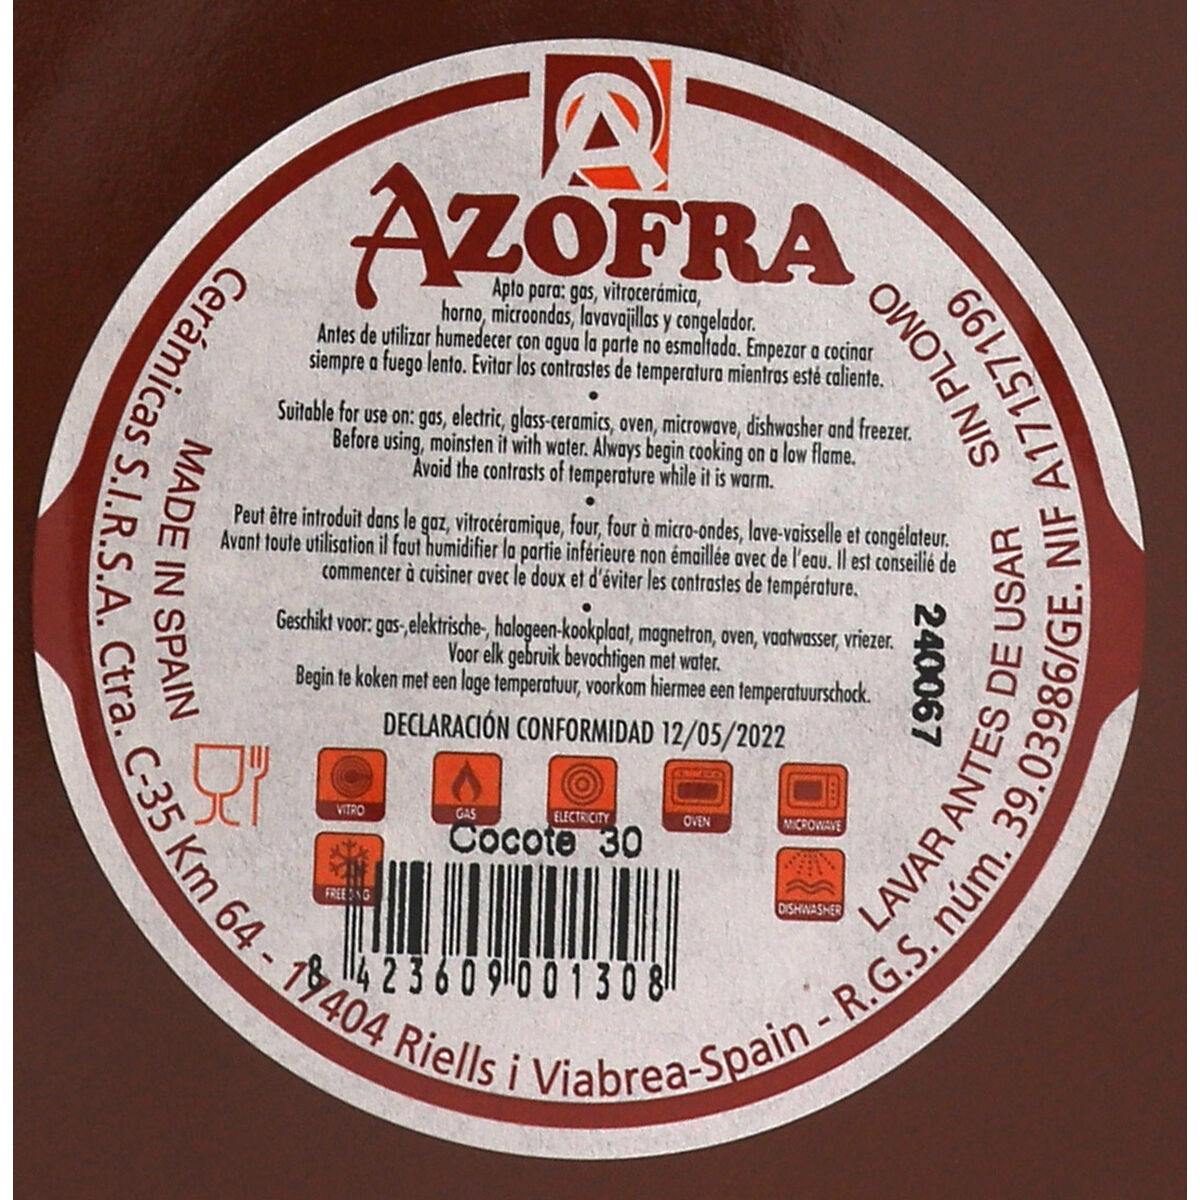 AZOFRA
Apto para: gas, vitrocerámica,
horno, microondas, lavavajillas y congelador.
Antes de utilizar humedecer con agua la parte no esmaltada. Empezar a cocinar
siempre a fuego lento. Evitar los contrastes de temperatura mientras esté caliente.
Suitable for use on: gas, electric, glass-ceramics, oven, microwave, dishwasher and freezer.
Before using, moinsten it with water. Always begin cooking on a low flame.
Avoid the contrasts of temperature while it is warm.
Peut être introduit dans le gaz, vitrocéramique, four, four à micro-ondes, lave-vaisselle et congélateur.
Avant toute utilisation il faut humidifier la partie inférieure non émaillée avec de l'eau. Il est conseilié de
commencer à cuisiner avec le doux et d'éviter les contrastes de température.
Geschikt voor: gas-,elektrische-, halogeen-kookplaat, magnetron, oven, vaatwasser, vriezer.
Voor elk gebruik bevochtigen met water.
Begin te koken met een lage temperatuur, voorkom hiermee een temperatuurschock.
DECLARACIÓN CONFORMIDAD 12/05/2022
VITRO
GAS
ELECTRICITY
OVEN
MICROWAVE
Cocote 30
FREEZING
DISHWASHER
8 423609 001308
240067
MADE IN SPAIN
SIN PLOMO
LAVAR ANTES DE USAR
Cerámicas S.I.R.S.A. Ctra. C-35 Km 64 - 17404 Riells i Viabrea-Spain - R.G.S. núm. 39.03986/GE. NIF A17157199